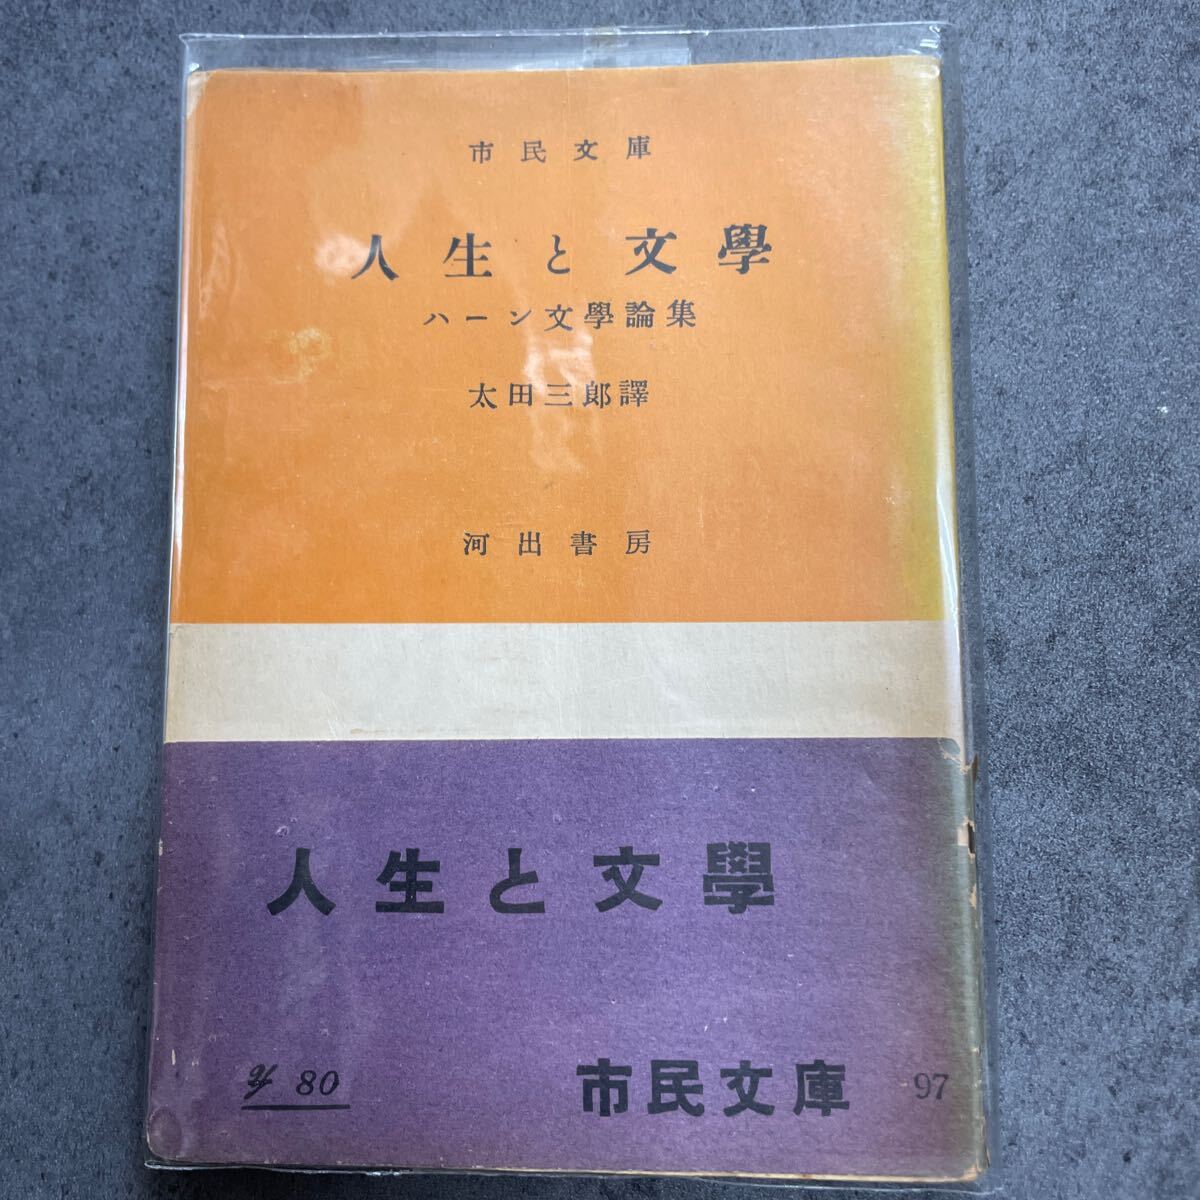 市民文庫
人生と文學
ハーン文學論集
太田三郎譯
河出書房
人生と文學
80
市民文庫
97